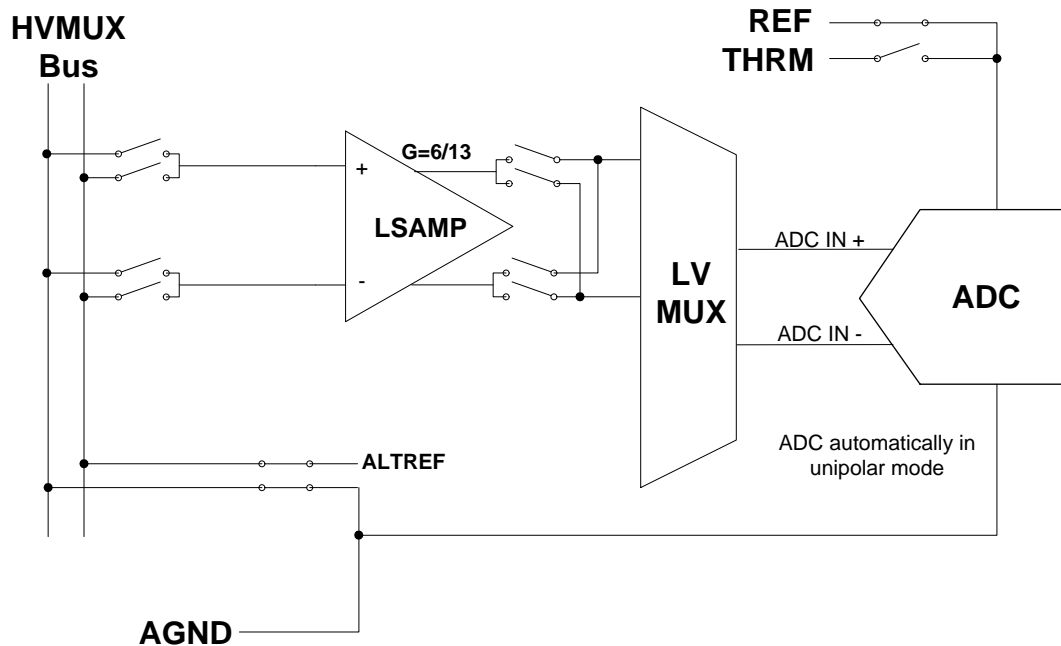 HVMUX
Bus
REF
THRM
G=6/13
+
LSAMP
-
LV
MUX
ADC IN +
ADC IN -
ADC
ALTREF
ADC automatically in
unipolar mode
AGND